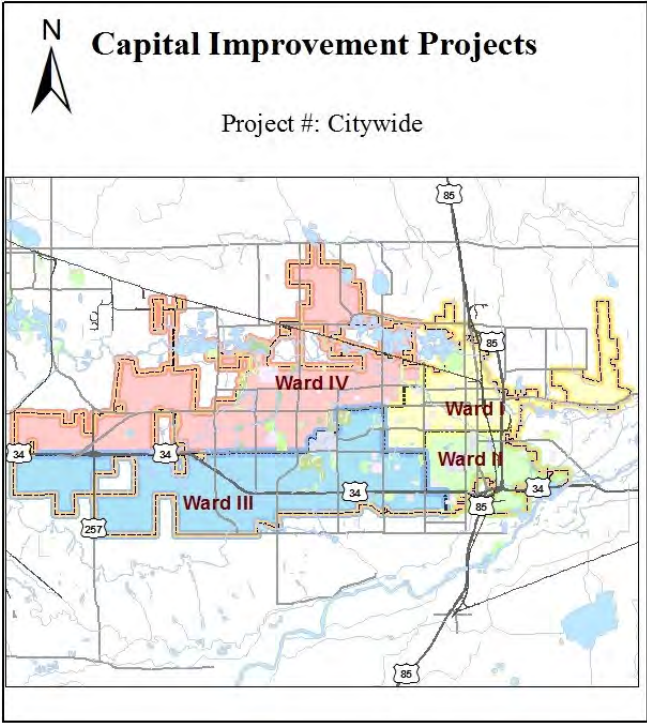 N
Capital Improvement Projects
Project #: Citywide
85
85
Ward IV
Ward I
34
34
Ward II
34
34
Ward III
85
257
85